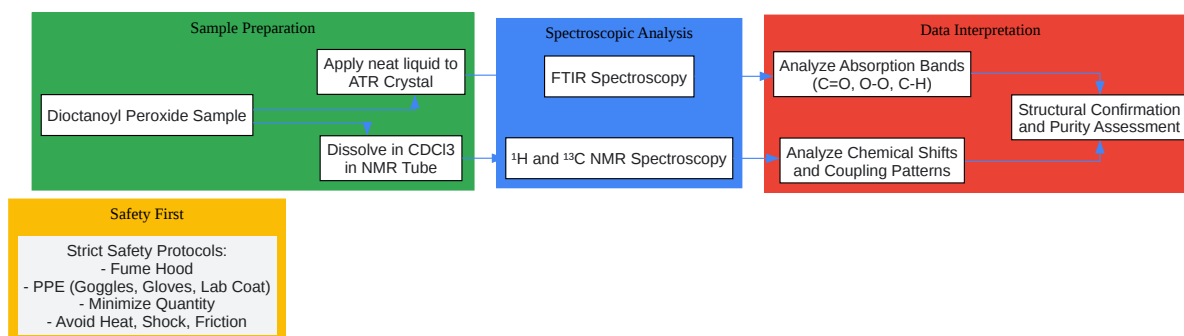 Sample Preparation
Dioctanoyl Peroxide Sample
Apply neat liquid to
ATR Crystal
Dissolve in CDCl3
in NMR Tube
Spectroscopic Analysis
FTIR Spectroscopy
¹H and ¹³C NMR Spectroscopy
Data Interpretation
Analyze Absorption Bands
(C=O, O-O, C-H)
Analyze Chemical Shifts
and Coupling Patterns
Structural Confirmation
and Purity Assessment
Safety First
Strict Safety Protocols:
- Fume Hood
- PPE (Goggles, Gloves, Lab Coat)
- Minimize Quantity
- Avoid Heat, Shock, Friction